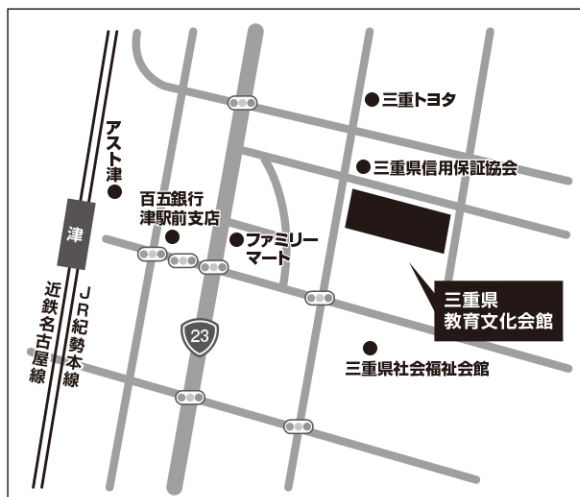 三重トヨタ
アスト津
三重県信用保証協会
百五銀行
津駅前支店
津
ファミリー
マート
三重県
教育文化会館
JR紀勢本線
近鉄名古屋線
23
三重県社会福祉会館